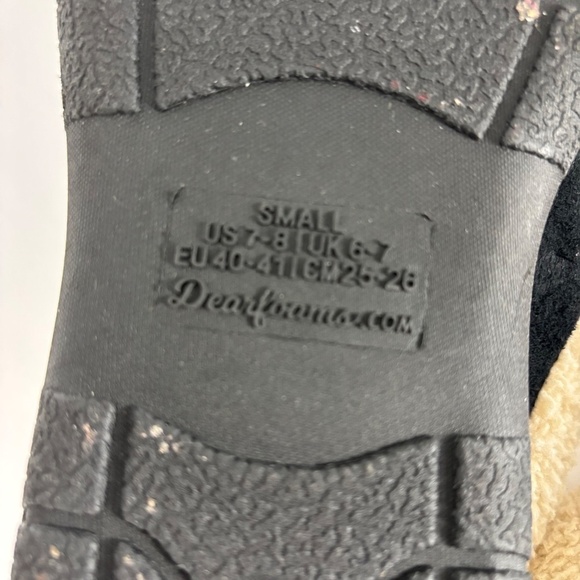 SMALL
US 7-8 | UK 6-7
EU 40-41 | CM 25-26
Dearfoams.COM